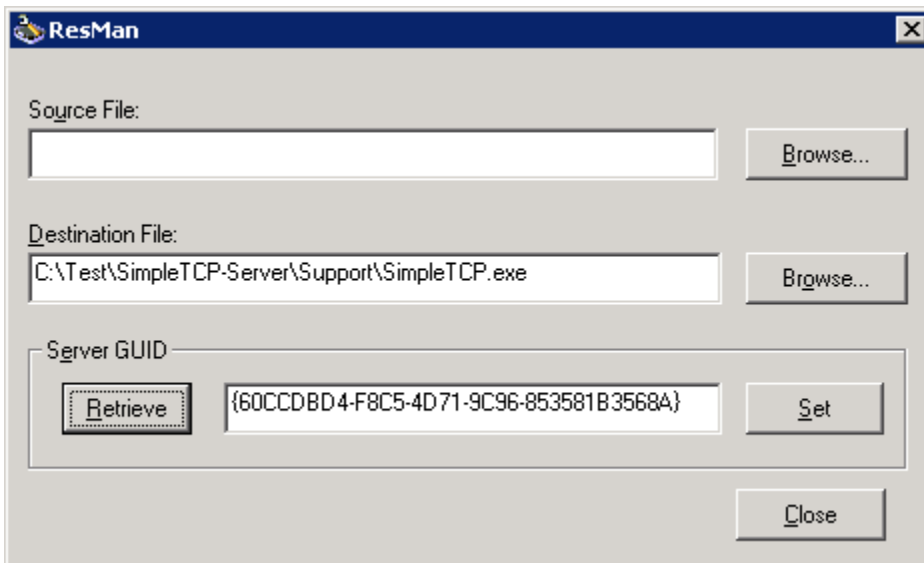 ResMan
Source File:
Browse...
Destination File:
C:\Test\SimpleTCP-Server\Support\SimpleTCP.exe
Browse...
Server GUID
Retrieve
{60CCDBD4-F8C5-4D71-9C96-853581B3568A}
Set
Close